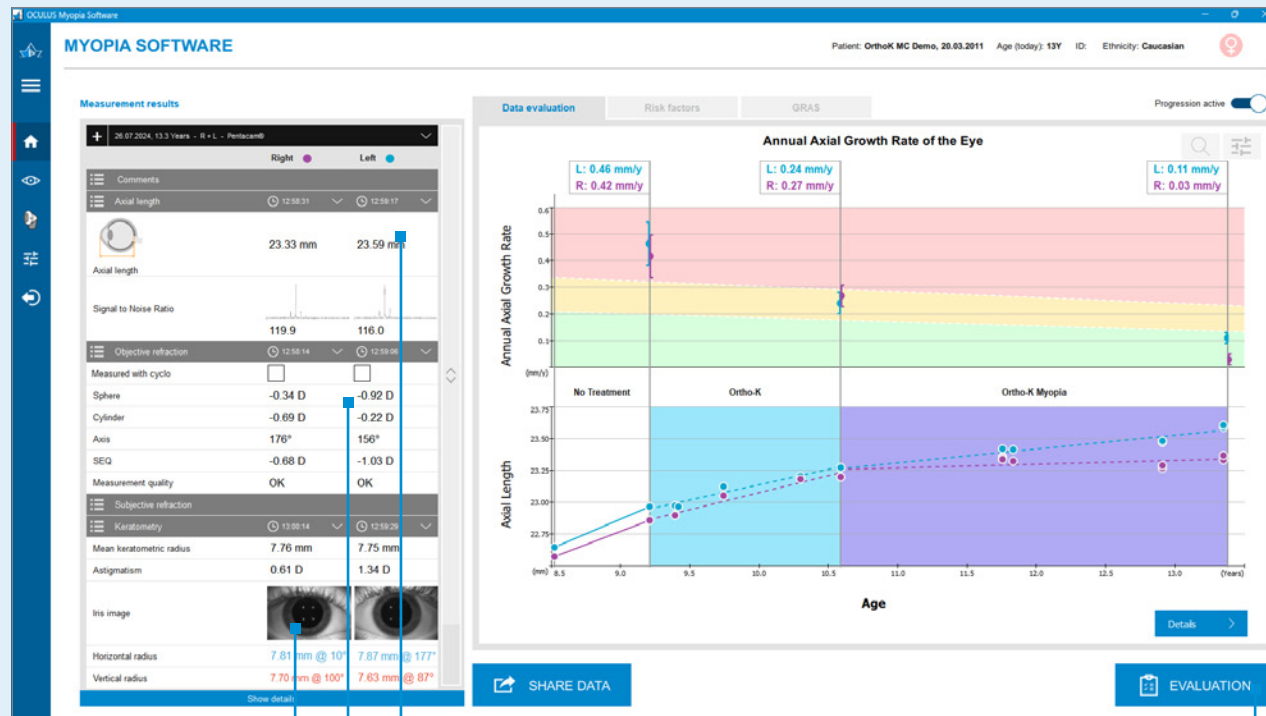 OCULUS Myopia Software
MYOPIA SOFTWARE
Patient: OrthoK MC Demo, 20.03.2011 Age (today): 13Y ID: Ethnicity: Caucasian
Measurement results
26.07.2024, 13.3 Years - R + L - Pentacam®
Right Left
Comments
Axial length 12:58:31 12:59:17
23.33 mm 23.59 mm
Axial length
Signal to Noise Ratio
119.9 116.0
Objective refraction 12:58:14 12:59:06
Measured with cyclo
Sphere -0.34 D -0.92 D
Cylinder -0.69 D -0.22 D
Axis 176° 156°
SEQ -0.68 D -1.03 D
Measurement quality OK OK
Subjective refraction
Keratometry 13:00:14 12:59:29
Mean keratometric radius 7.76 mm 7.75 mm
Astigmatism 0.61 D 1.34 D
Iris image
Horizontal radius 7.81 mm @ 10° 7.87 mm @ 177°
Vertical radius 7.70 mm @ 100° 7.63 mm @ 87°
Show details
Data evaluation Risk factors GRAS
Progression active
Annual Axial Growth Rate of the Eye
L: 0.46 mm/y L: 0.24 mm/y L: 0.11 mm/y
R: 0.42 mm/y R: 0.27 mm/y R: 0.03 mm/y
Annual Axial Growth Rate
0.6
0.5
0.4
0.3
0.2
0.1
(mm/y)
No Treatment Ortho-K Ortho-K Myopia
Axial Length
23.75
23.50
23.25
23.00
22.75
(mm) 8.5 9.0 9.5 10.0 10.5 11.0 11.5 12.0 12.5 13.0 (Years)
Age
Details
SHARE DATA
EVALUATION